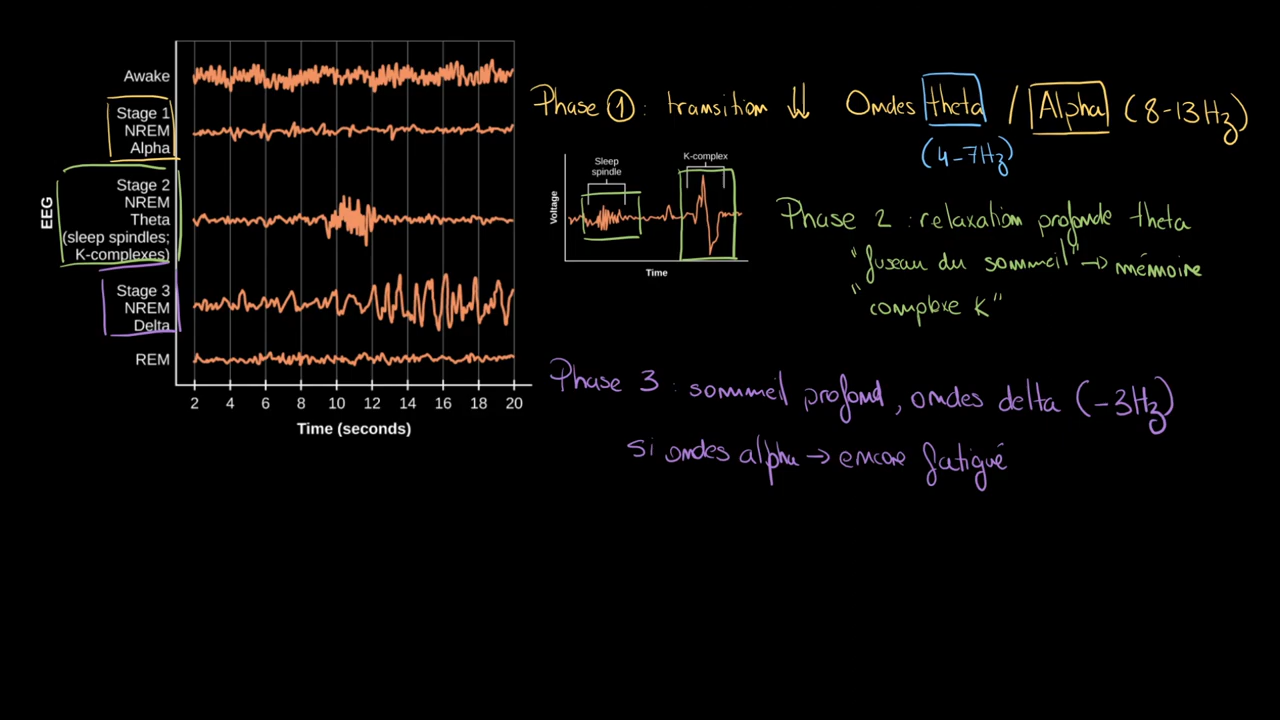 Awake
Stage 1
NREM
Alpha
Stage 2
NREM
Theta
(sleep spindles;
K-complexes)
Stage 3
NREM
Delta
REM
EEG
2 4 6 8 10 12 14 16 18 20
Time (seconds)
Phase 1 : transition ↓↓ Ondes theta / Alpha (8-13Hz)
(4-7Hz)
Sleep
spindle
K-complex
Voltage
Time
Phase 2 : relaxation profonde theta
"fuseau du sommeil" → mémoire
"complexe K"
Phase 3 : sommeil profond, ondes delta (-3Hz)
si ondes alpha → encore fatigué